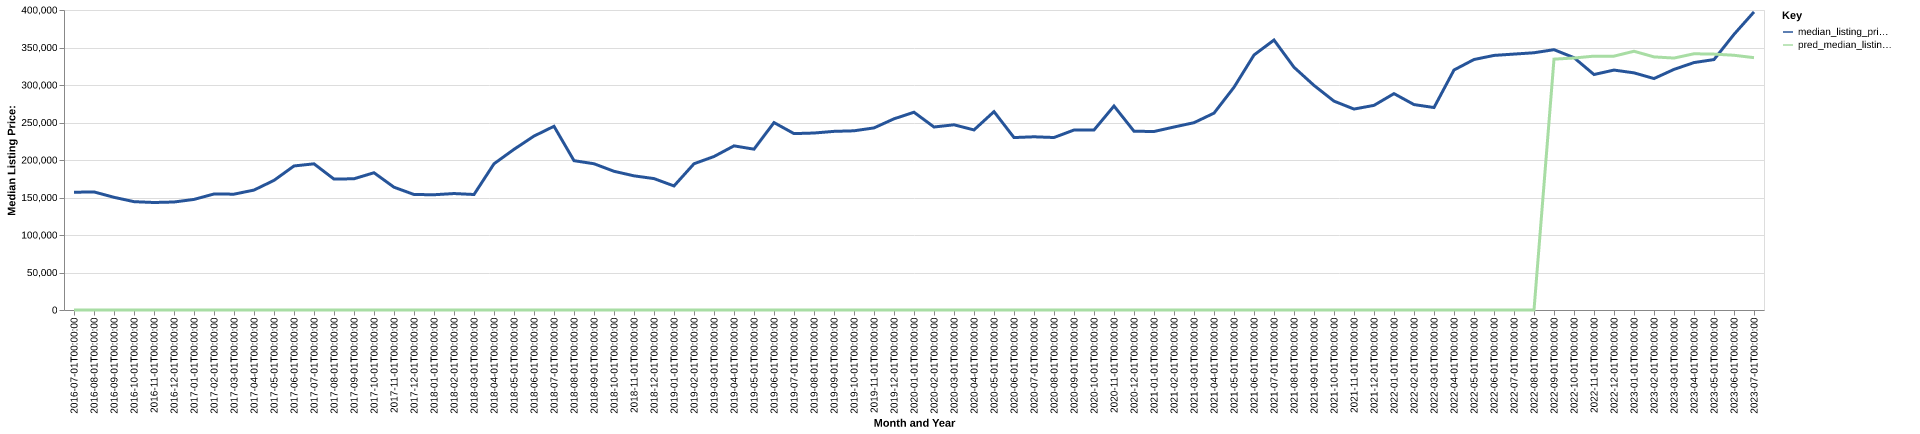 400,000
350,000
300,000
250,000
200,000
150,000
100,000
50,000
0
Median Listing Price:
2016-07-01T00:00:00
2016-08-01T00:00:00
2016-09-01T00:00:00
2016-10-01T00:00:00
2016-11-01T00:00:00
2016-12-01T00:00:00
2017-01-01T00:00:00
2017-02-01T00:00:00
2017-03-01T00:00:00
2017-04-01T00:00:00
2017-05-01T00:00:00
2017-06-01T00:00:00
2017-07-01T00:00:00
2017-08-01T00:00:00
2017-09-01T00:00:00
2017-10-01T00:00:00
2017-11-01T00:00:00
2017-12-01T00:00:00
2018-01-01T00:00:00
2018-02-01T00:00:00
2018-03-01T00:00:00
2018-04-01T00:00:00
2018-05-01T00:00:00
2018-06-01T00:00:00
2018-07-01T00:00:00
2018-08-01T00:00:00
2018-09-01T00:00:00
2018-10-01T00:00:00
2018-11-01T00:00:00
2018-12-01T00:00:00
2019-01-01T00:00:00
2019-02-01T00:00:00
2019-03-01T00:00:00
2019-04-01T00:00:00
2019-05-01T00:00:00
2019-06-01T00:00:00
2019-07-01T00:00:00
2019-08-01T00:00:00
2019-09-01T00:00:00
2019-10-01T00:00:00
2019-11-01T00:00:00
2019-12-01T00:00:00
2020-01-01T00:00:00
2020-02-01T00:00:00
2020-03-01T00:00:00
2020-04-01T00:00:00
2020-05-01T00:00:00
2020-06-01T00:00:00
2020-07-01T00:00:00
2020-08-01T00:00:00
2020-09-01T00:00:00
2020-10-01T00:00:00
2020-11-01T00:00:00
2020-12-01T00:00:00
2021-01-01T00:00:00
2021-02-01T00:00:00
2021-03-01T00:00:00
2021-04-01T00:00:00
2021-05-01T00:00:00
2021-06-01T00:00:00
2021-07-01T00:00:00
2021-08-01T00:00:00
2021-09-01T00:00:00
2021-10-01T00:00:00
2021-11-01T00:00:00
2021-12-01T00:00:00
2022-01-01T00:00:00
2022-02-01T00:00:00
2022-03-01T00:00:00
2022-04-01T00:00:00
2022-05-01T00:00:00
2022-06-01T00:00:00
2022-07-01T00:00:00
2022-08-01T00:00:00
2022-09-01T00:00:00
2022-10-01T00:00:00
2022-11-01T00:00:00
2022-12-01T00:00:00
2023-01-01T00:00:00
2023-02-01T00:00:00
2023-03-01T00:00:00
2023-04-01T00:00:00
2023-05-01T00:00:00
2023-06-01T00:00:00
2023-07-01T00:00:00
Month and Year
Key
median_listing_pri…
pred_median_listin…